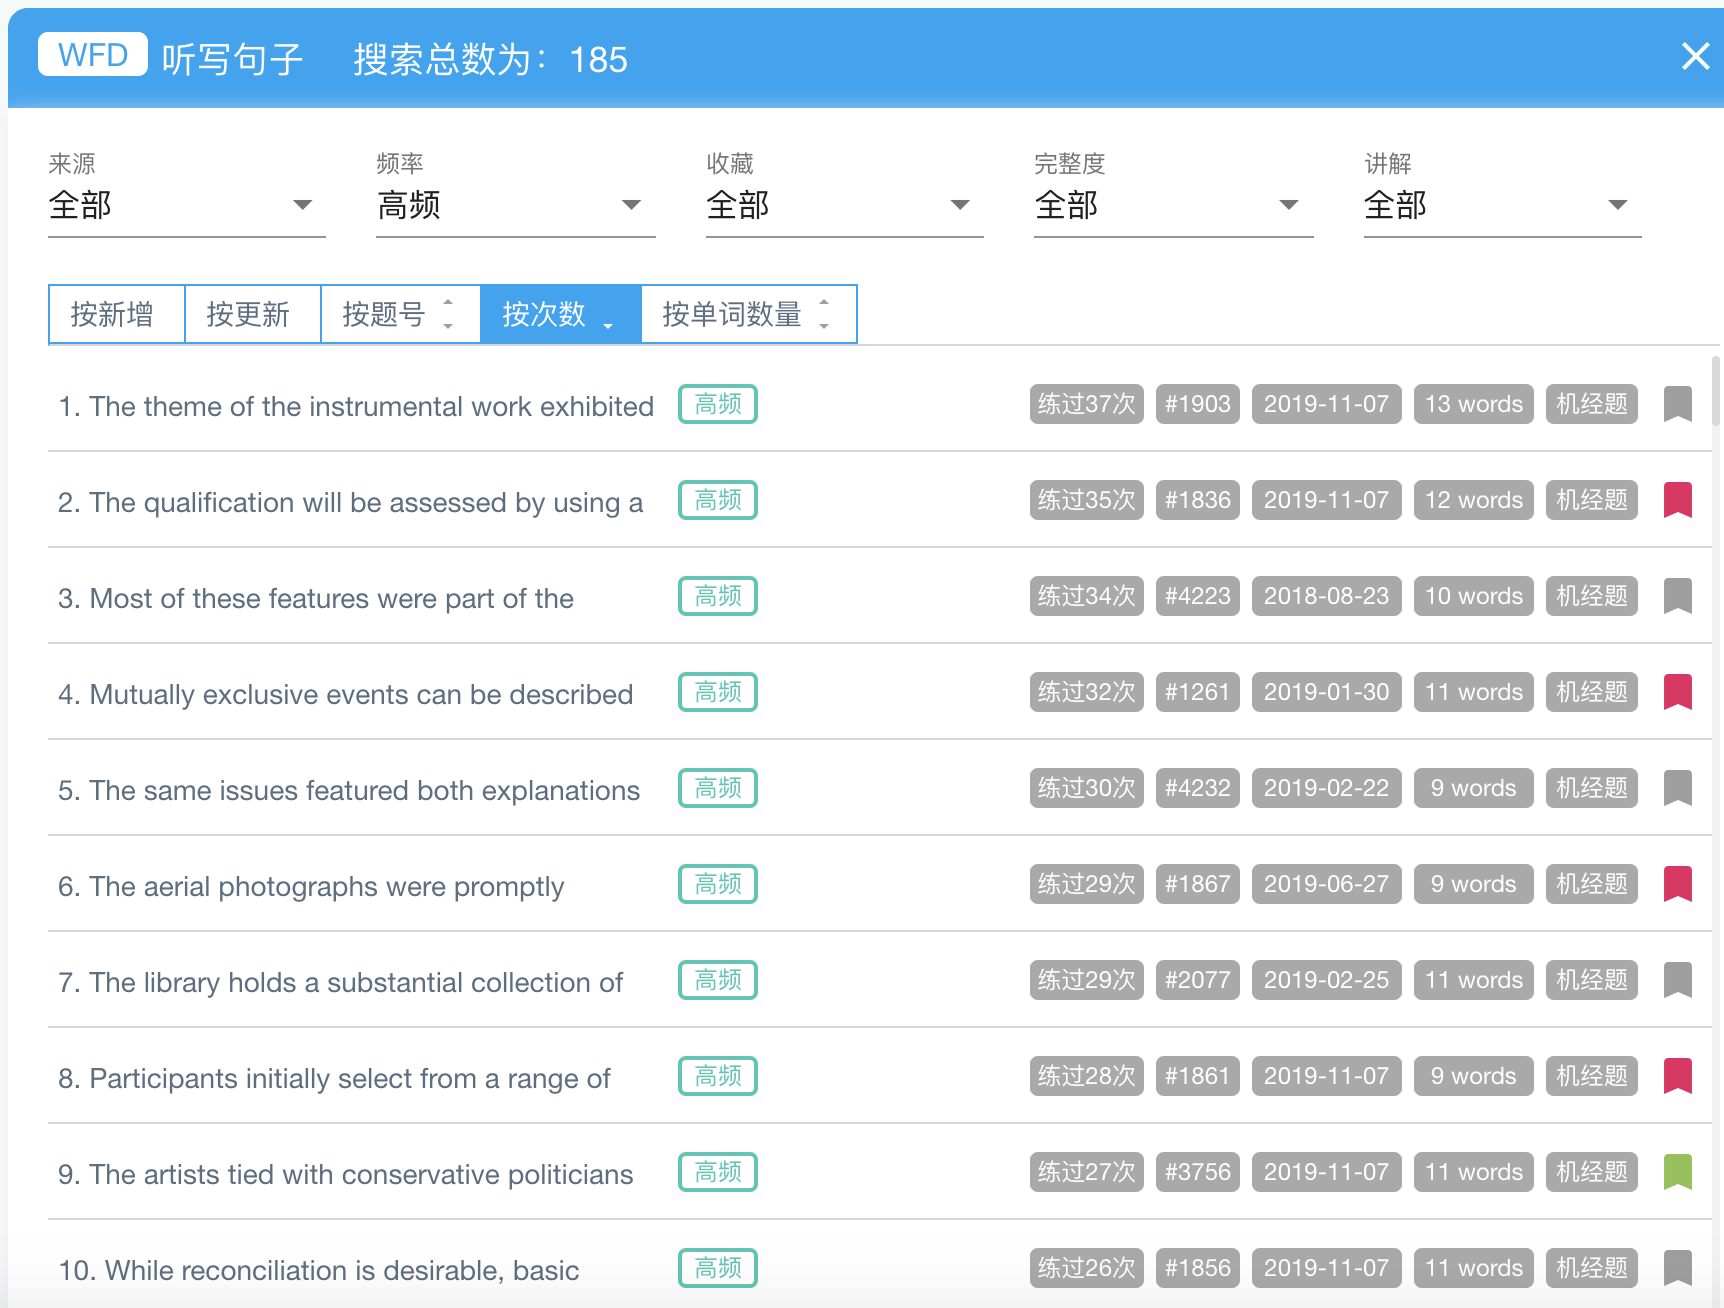 WFD 听写句子 搜索总数为：185
来源 频率 收藏 完整度 讲解
全部 高频 全部 全部 全部
按新增 按更新 按题号 按次数 按单词数量
1. The theme of the instrumental work exhibited 高频 练过37次 #1903 2019-11-07 13 words 机经题
2. The qualification will be assessed by using a 高频 练过35次 #1836 2019-11-07 12 words 机经题
3. Most of these features were part of the 高频 练过34次 #4223 2018-08-23 10 words 机经题
4. Mutually exclusive events can be described 高频 练过32次 #1261 2019-01-30 11 words 机经题
5. The same issues featured both explanations 高频 练过30次 #4232 2019-02-22 9 words 机经题
6. The aerial photographs were promptly 高频 练过29次 #1867 2019-06-27 9 words 机经题
7. The library holds a substantial collection of 高频 练过29次 #2077 2019-02-25 11 words 机经题
8. Participants initially select from a range of 高频 练过28次 #1861 2019-11-07 9 words 机经题
9. The artists tied with conservative politicians 高频 练过27次 #3756 2019-11-07 11 words 机经题
10. While reconciliation is desirable, basic 高频 练过26次 #1856 2019-11-07 11 words 机经题